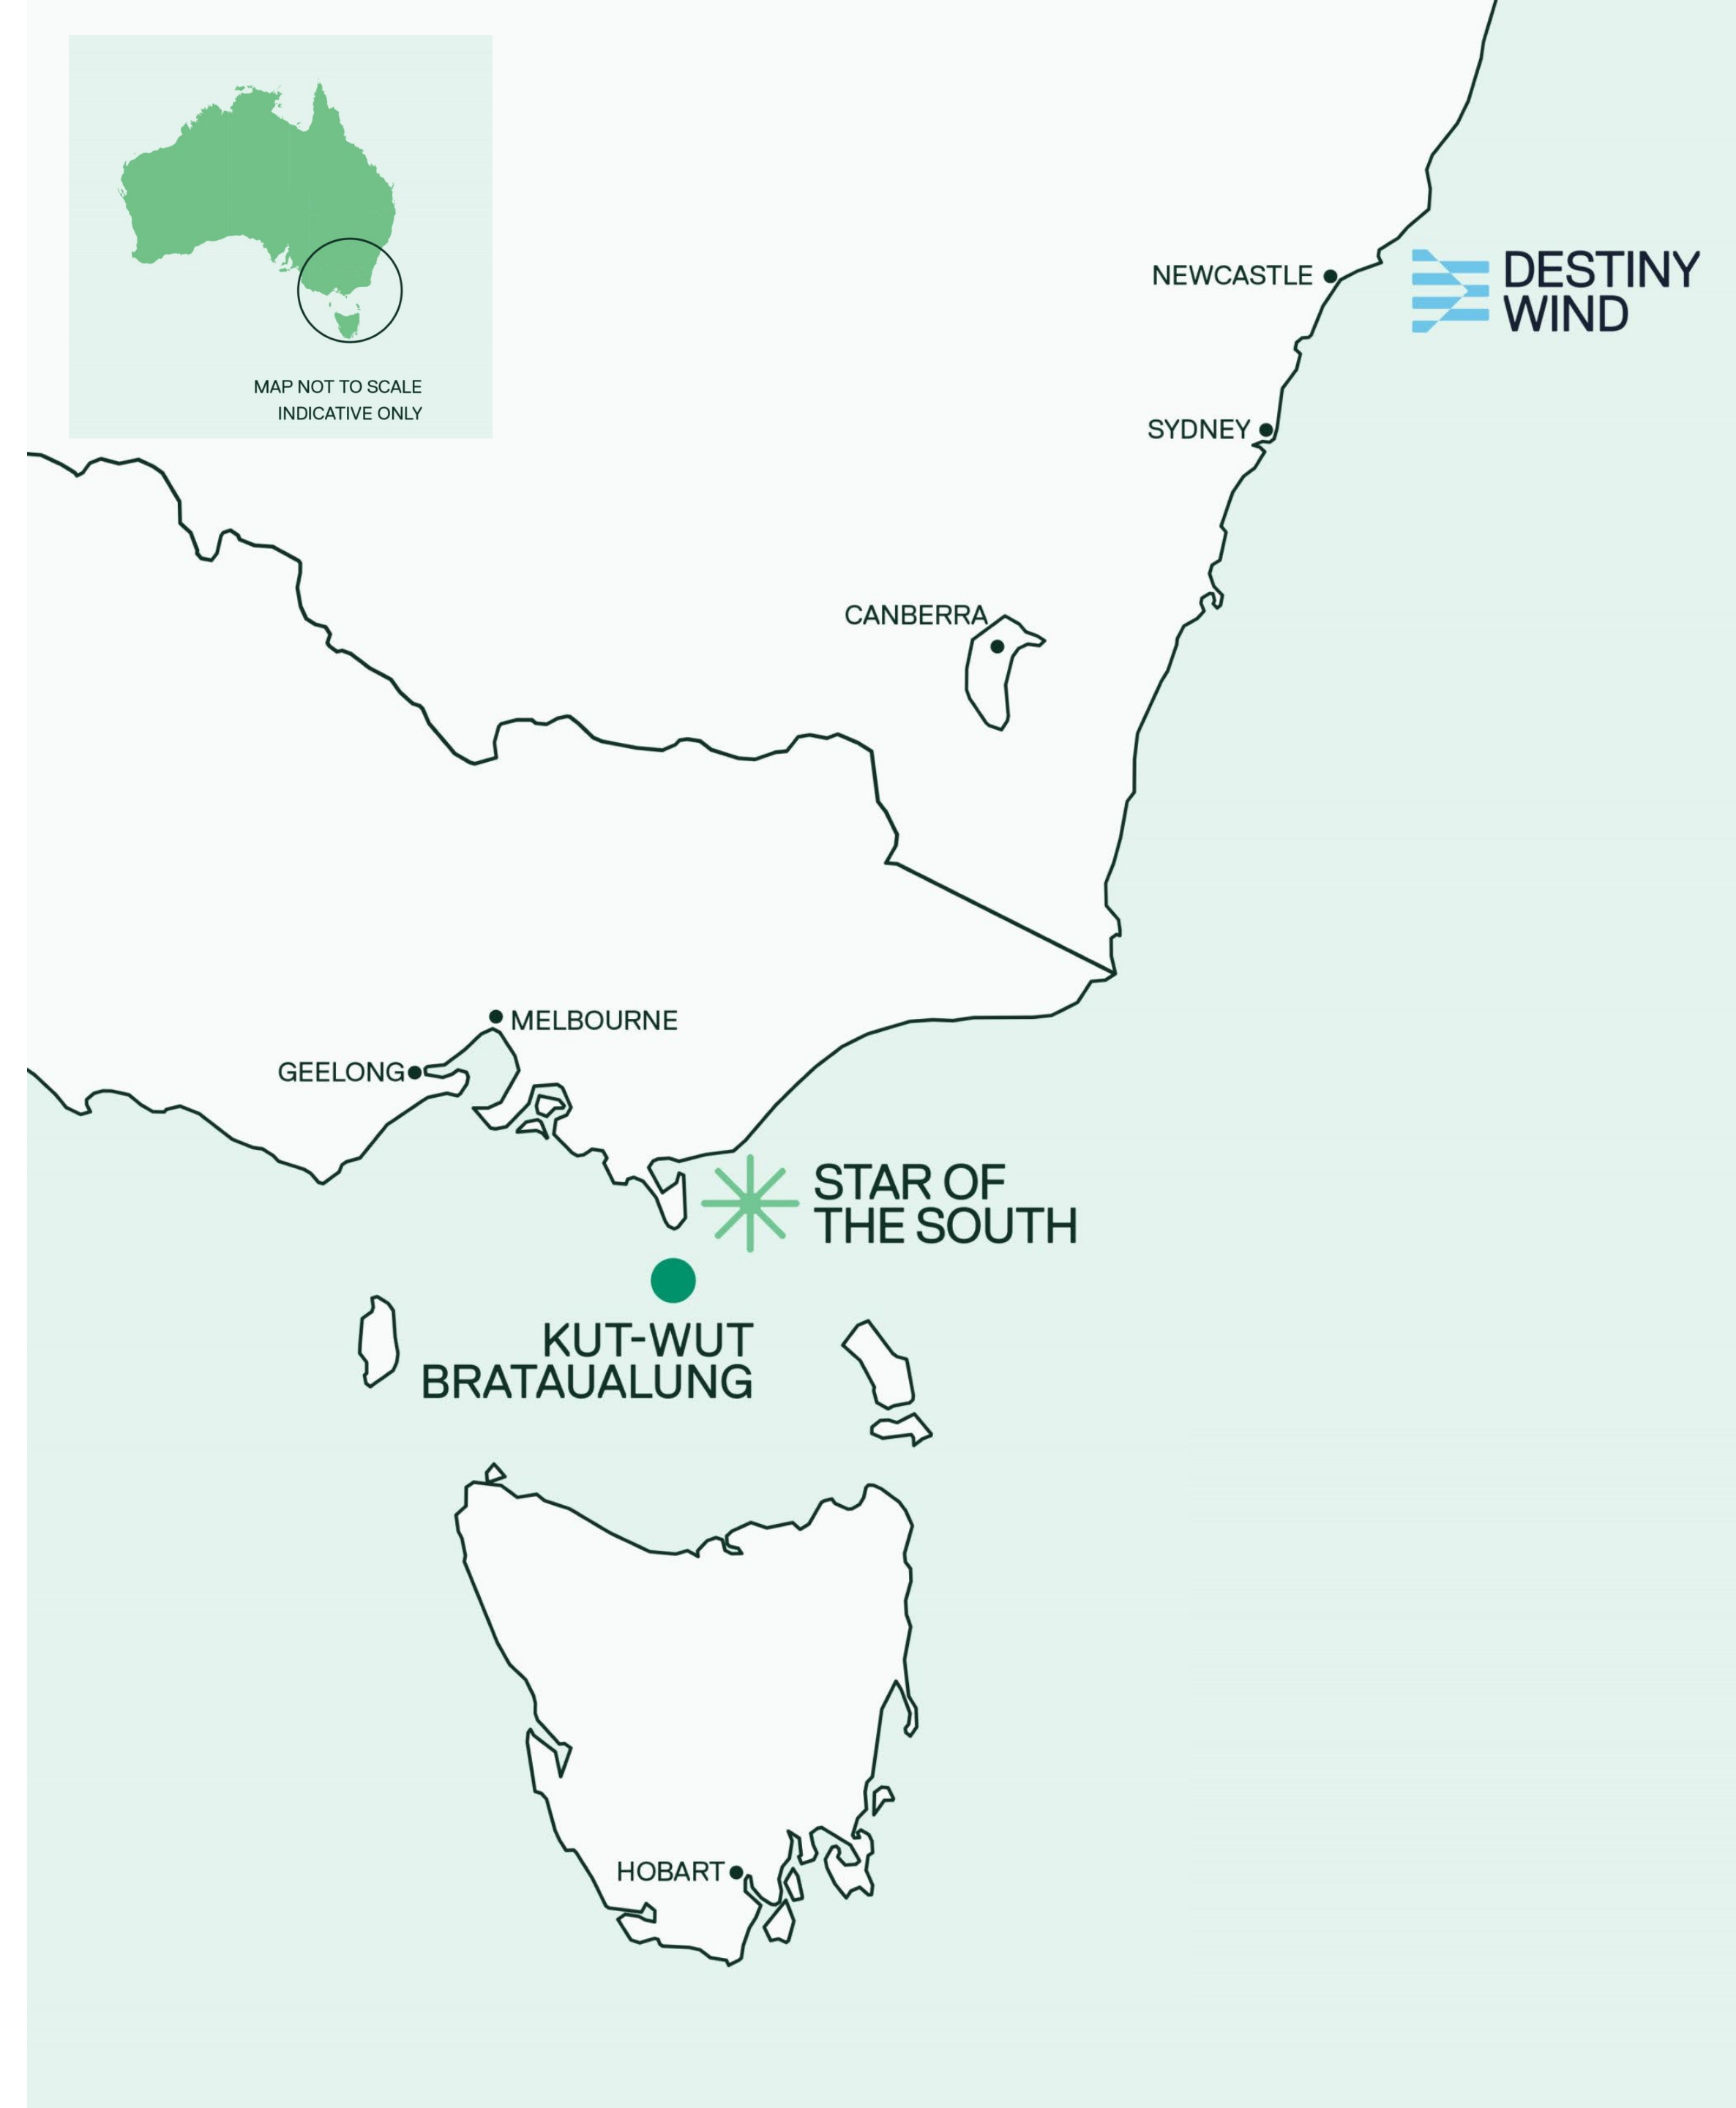 MAP NOT TO SCALE
INDICATIVE ONLY
NEWCASTLE
DESTINY
WIND
SYDNEY
CANBERRA
MELBOURNE
GEELONG
STAR OF
THE SOUTH
KUT-WUT
BRATAUALUNG
HOBART